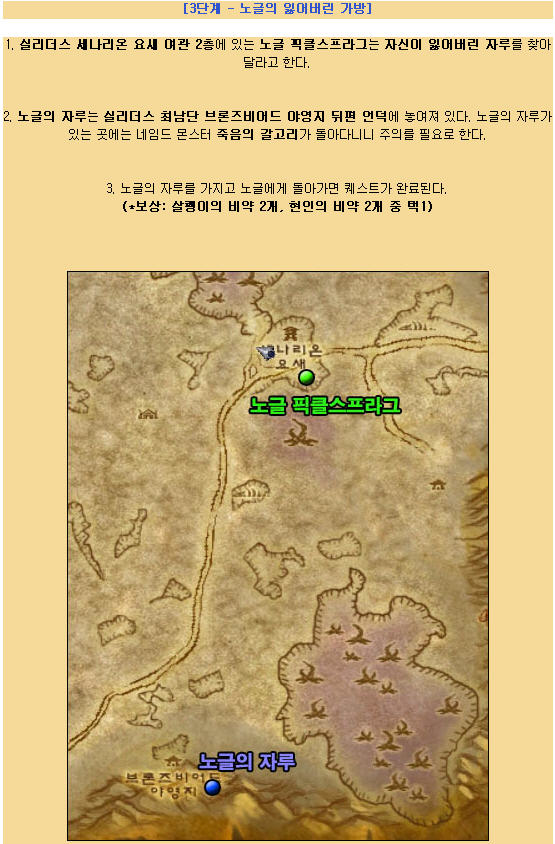 [3단계 - 노글의 잃어버린 가방]
1. 실리더스 세나리온 요새 여관 2층에 있는 노글 픽클스프라그는 자신이 잃어버린 자루를 찾아
달라고 한다.
2. 노글의 자루는 실리더스 최남단 브론즈비어드 야영지 뒤편 언덕에 놓여져 있다. 노글의 자루가
있는 곳에는 네임드 몬스터 죽음의 갈고리가 돌아다니니 주의를 필요로 한다.
3. 노글의 자루를 가지고 노글에게 돌아가면 퀘스트가 완료된다.
(*보상: 살쾡이의 비약 2개, 현인의 비약 2개 중 택1)
세나리온
요새
노글 픽클스프라그
노글의 자루
브론즈비어드
야영지